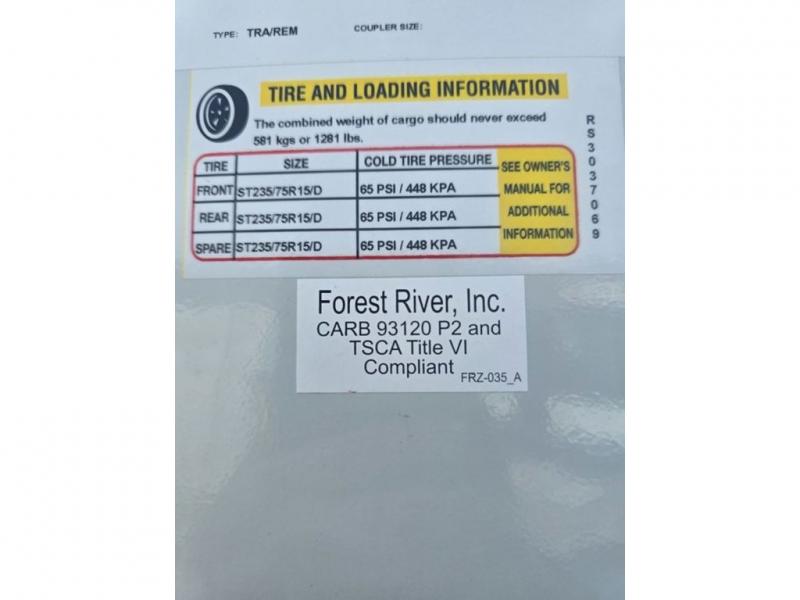 TYPE: TRA/REM COUPLER SIZE:
TIRE AND LOADING INFORMATION
The combined weight of cargo should never exceed
581 kgs or 1281 lbs.
TIRE SIZE COLD TIRE PRESSURE SEE OWNER'S
FRONT ST235/75R15/D 65 PSI / 448 KPA MANUAL FOR
REAR ST235/75R15/D 65 PSI / 448 KPA ADDITIONAL
SPARE ST235/75R15/D 65 PSI / 448 KPA INFORMATION
RS3037069
Forest River, Inc.
CARB 93120 P2 and
TSCA Title VI
Compliant
FRZ-035_A